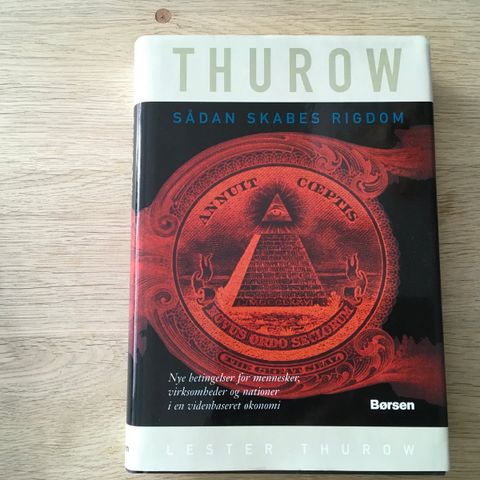 THUROW
SÅDAN SKABES RIGDOM
ANNUIT CŒPTIS
MDCCLXXVI
NOVUS ORDO SECLORUM
THE GREAT SEAL
Nye betingelser for mennesker,
virksomheder og nationer
i en videnbaseret økonomi
Børsen
LESTER THUROW